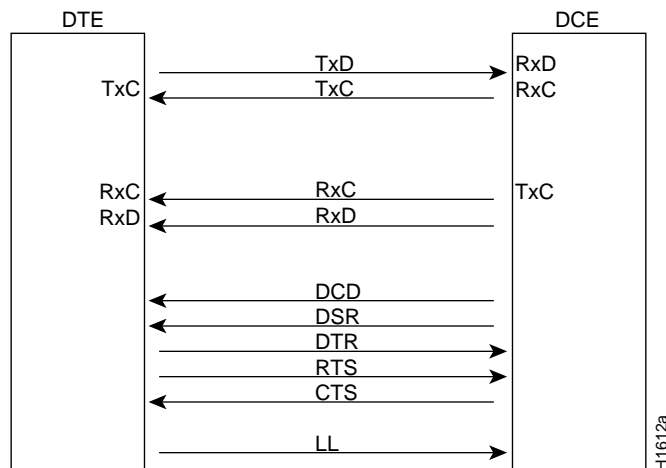 DTE DCE
TxD RxD
TxC TxC RxC
RxC RxC TxC
RxD RxD
DCD
DSR
DTR
RTS
CTS
LL
H1612a